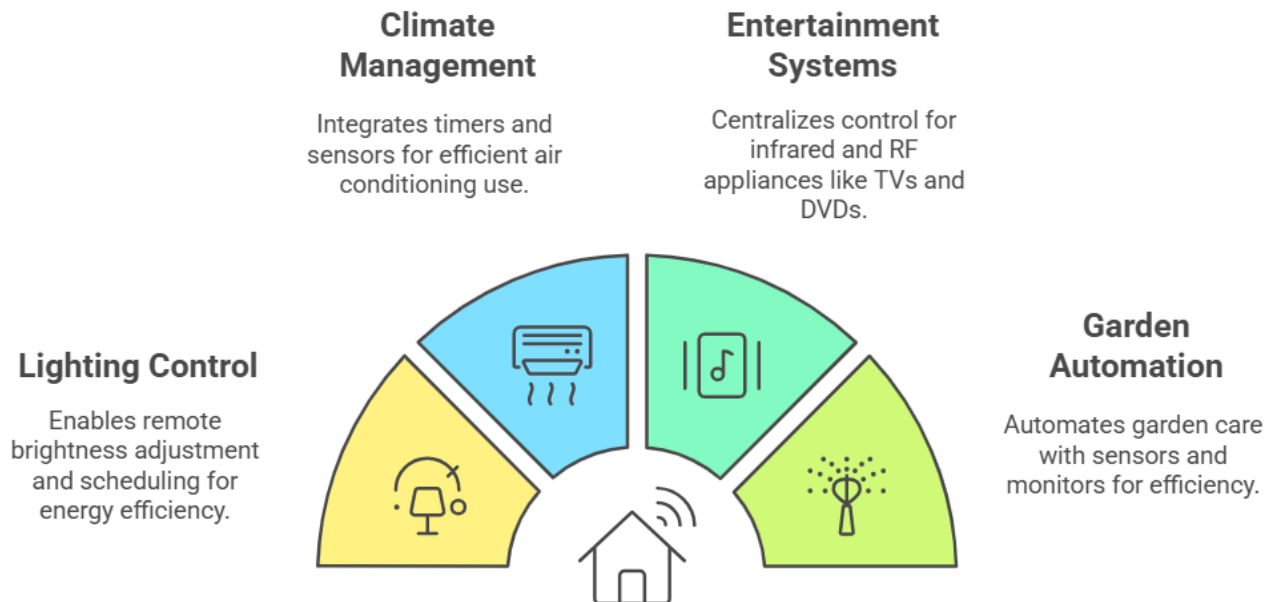 Climate
Management
Integrates timers and
sensors for efficient air
conditioning use.
Entertainment
Systems
Centralizes control for
infrared and RF
appliances like TVs and
DVDs.
Lighting Control
Enables remote
brightness adjustment
and scheduling for
energy efficiency.
Garden
Automation
Automates garden care
with sensors and
monitors for efficiency.